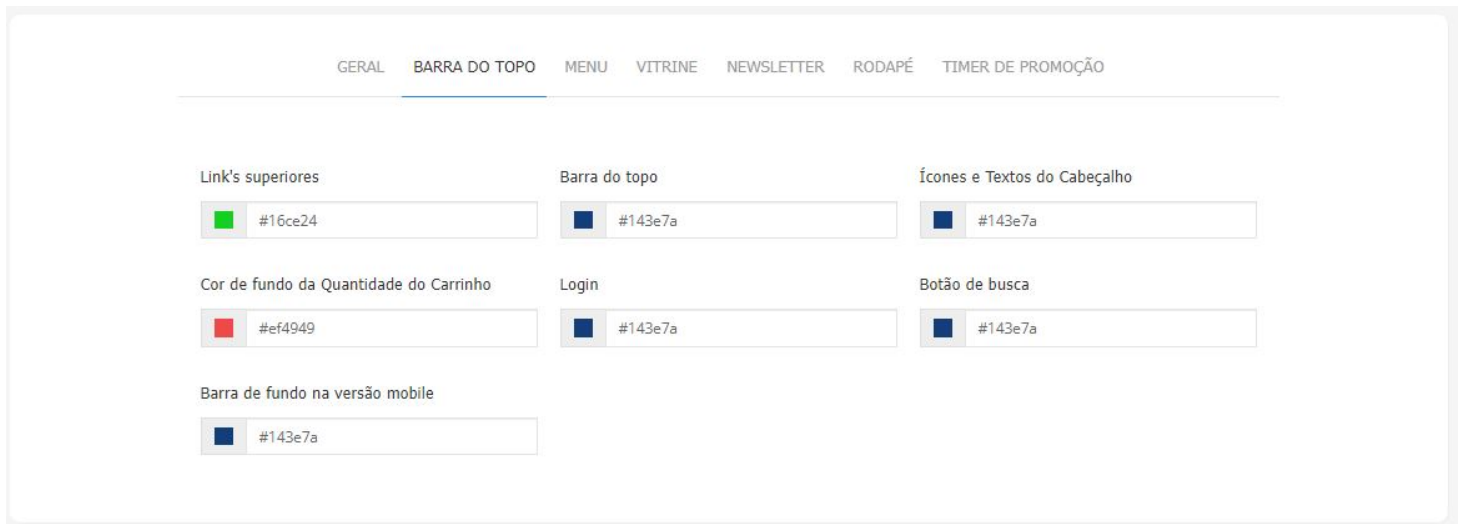 GERAL BARRA DO TOPO MENU VITRINE NEWSLETTER RODAPÉ TIMER DE PROMOÇÃO
Link's superiores Barra do topo Ícones e Textos do Cabeçalho
#16ce24 #143e7a #143e7a
Cor de fundo da Quantidade do Carrinho Login Botão de busca
#ef4949 #143e7a #143e7a
Barra de fundo na versão mobile
#143e7a